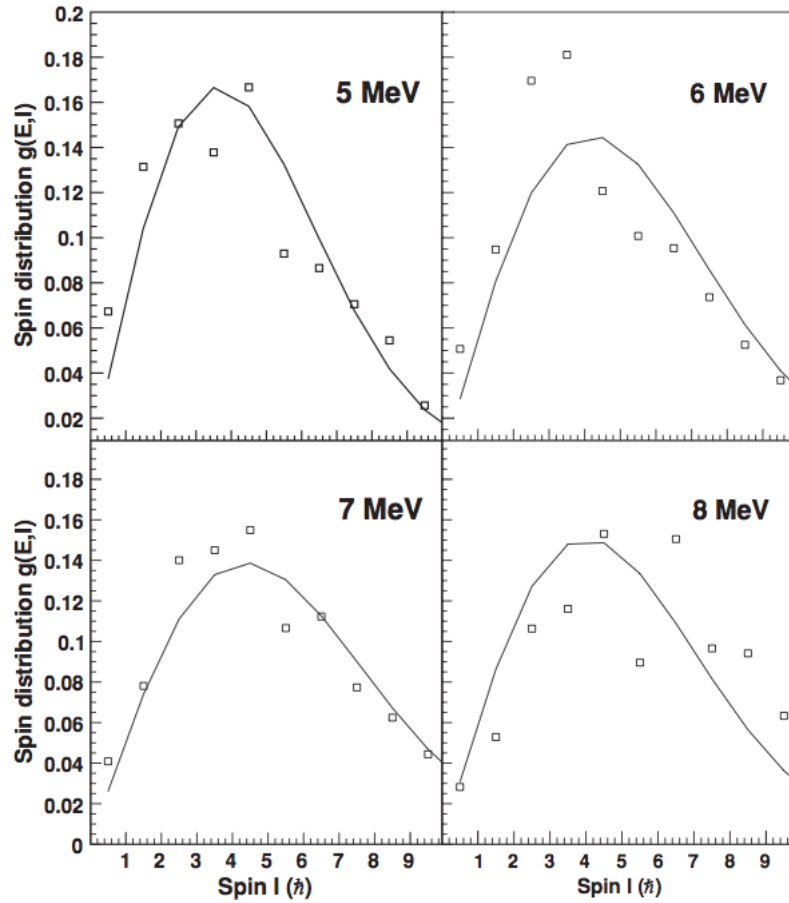 0.2
0.18
0.16
0.14
0.12
0.1
0.08
0.06
0.04
0.02
Spin distribution g(E,I)
5 MeV
6 MeV
0.18
0.16
0.14
0.12
0.1
0.08
0.06
0.04
0.02
0
Spin distribution g(E,I)
7 MeV
8 MeV
1 2 3 4 5 6 7 8 9
1 2 3 4 5 6 7 8 9
Spin I (ℏ)
Spin I (ℏ)